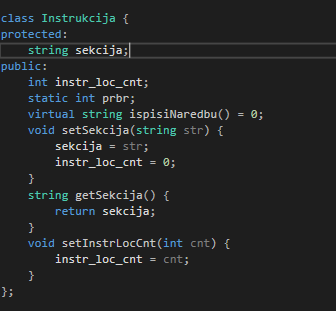 class Instrukcija {
protected:
    string sekcija;
public:
    int instr_loc_cnt;
    static int prbr;
    virtual string ispisiNaredbu() = 0;
    void setSekcija(string str) {
        sekcija = str;
        instr_loc_cnt = 0;
    }
    string getSekcija() {
        return sekcija;
    }
    void setInstrLocCnt(int cnt) {
        instr_loc_cnt = cnt;
    }
};